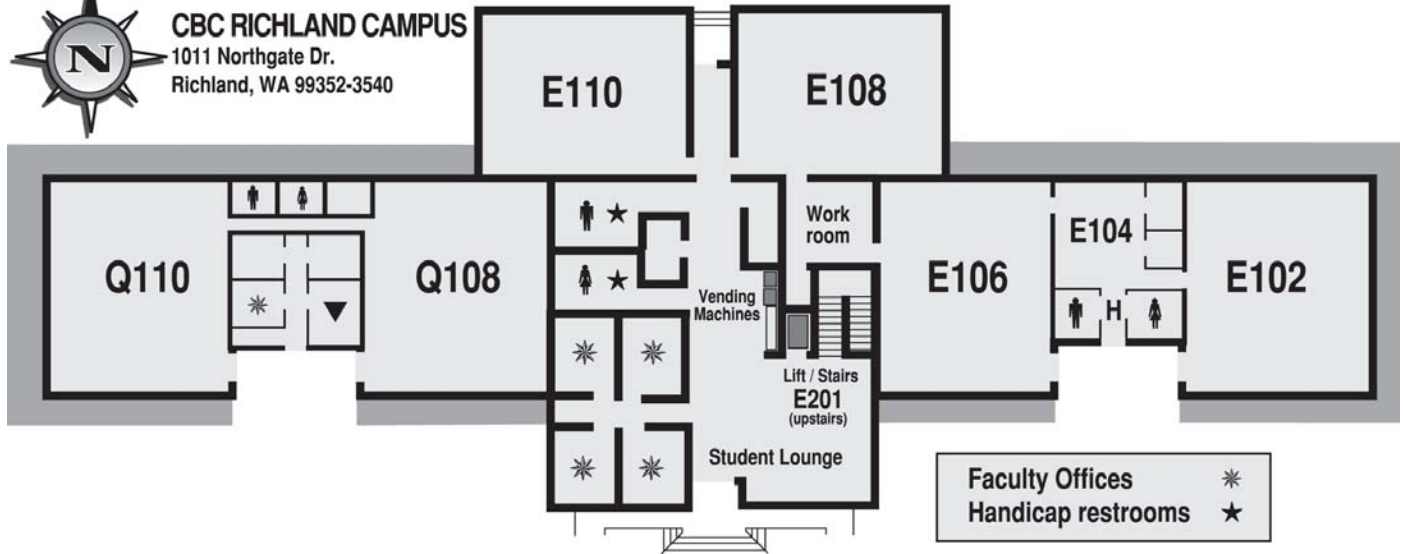 N
CBC RICHLAND CAMPUS
1011 Northgate Dr.
Richland, WA 99352-3540
E110
E108
Q110
Q108
Work
room
E106
E104
E102
H
Vending
Machines
Lift / Stairs
E201
(upstairs)
Student Lounge
Faculty Offices
Handicap restrooms